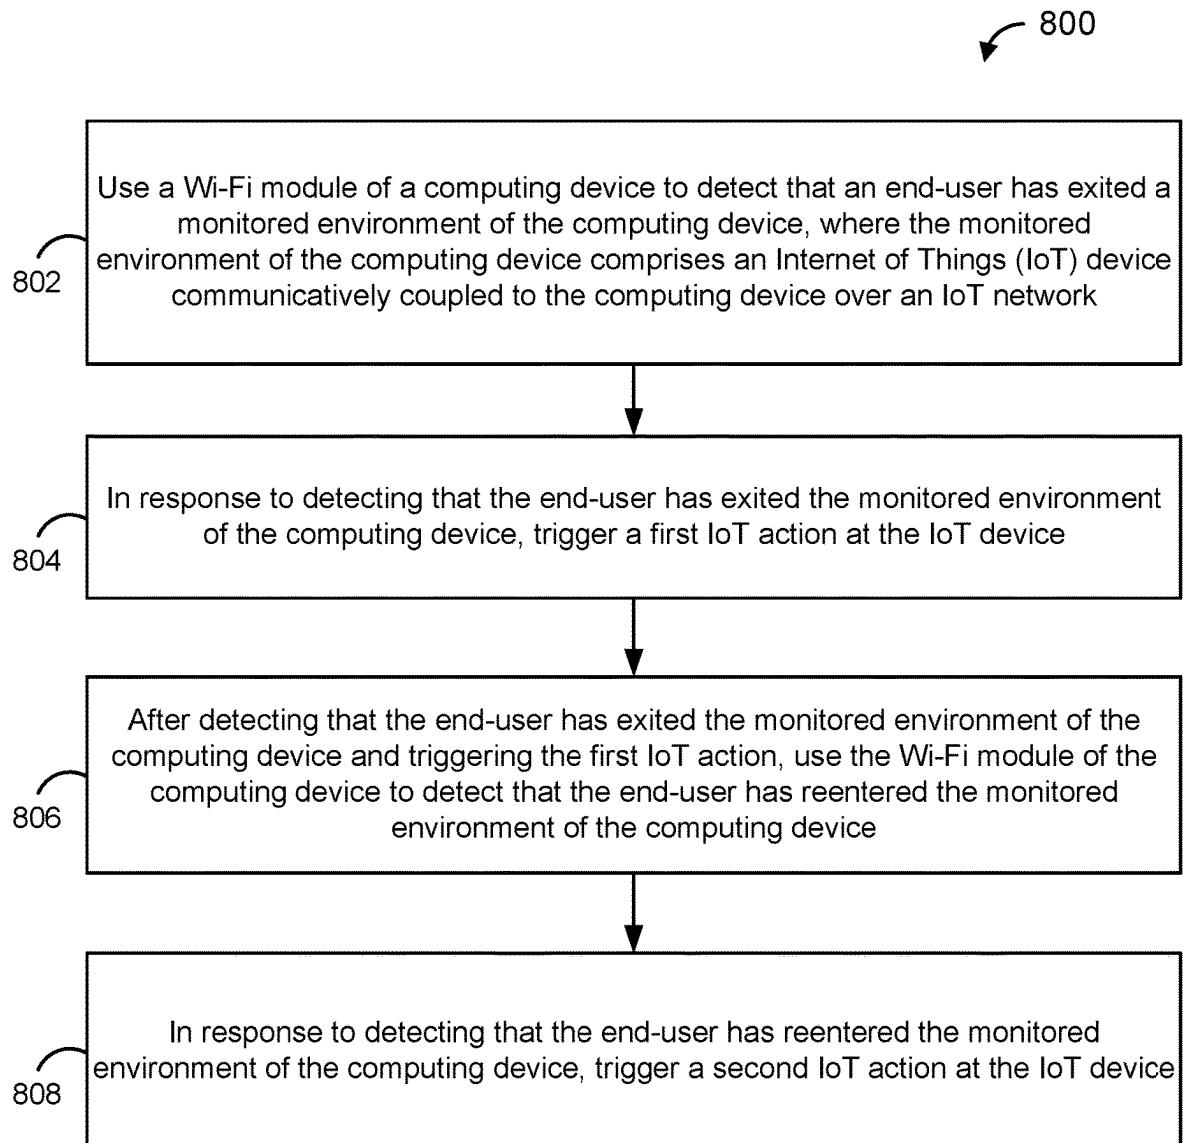 800
Use a Wi-Fi module of a computing device to detect that an end-user has exited a
monitored environment of the computing device, where the monitored
environment of the computing device comprises an Internet of Things (IoT) device
communicatively coupled to the computing device over an IoT network
802
In response to detecting that the end-user has exited the monitored environment
of the computing device, trigger a first IoT action at the IoT device
804
After detecting that the end-user has exited the monitored environment of the
computing device and triggering the first IoT action, use the Wi-Fi module of the
computing device to detect that the end-user has reentered the monitored
environment of the computing device
806
In response to detecting that the end-user has reentered the monitored
environment of the computing device, trigger a second IoT action at the IoT device
808